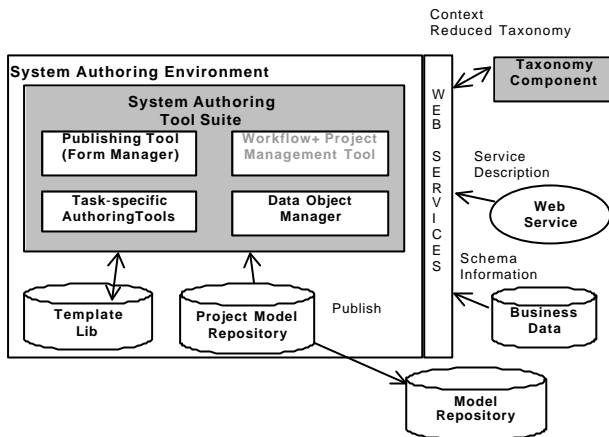 Context
Reduced Taxonomy
System Authoring Environment
System Authoring
Tool Suite
Publishing Tool
(Form Manager)
Workflow+ Project
Management Tool
Task-specific
AuthoringTools
Data Object
Manager
Template
Lib
Project Model
Repository
Publish
WEB SERVICES
Taxonomy
Component
Service
Description
Web
Service
Schema
Information
Business
Data
Model
Repository